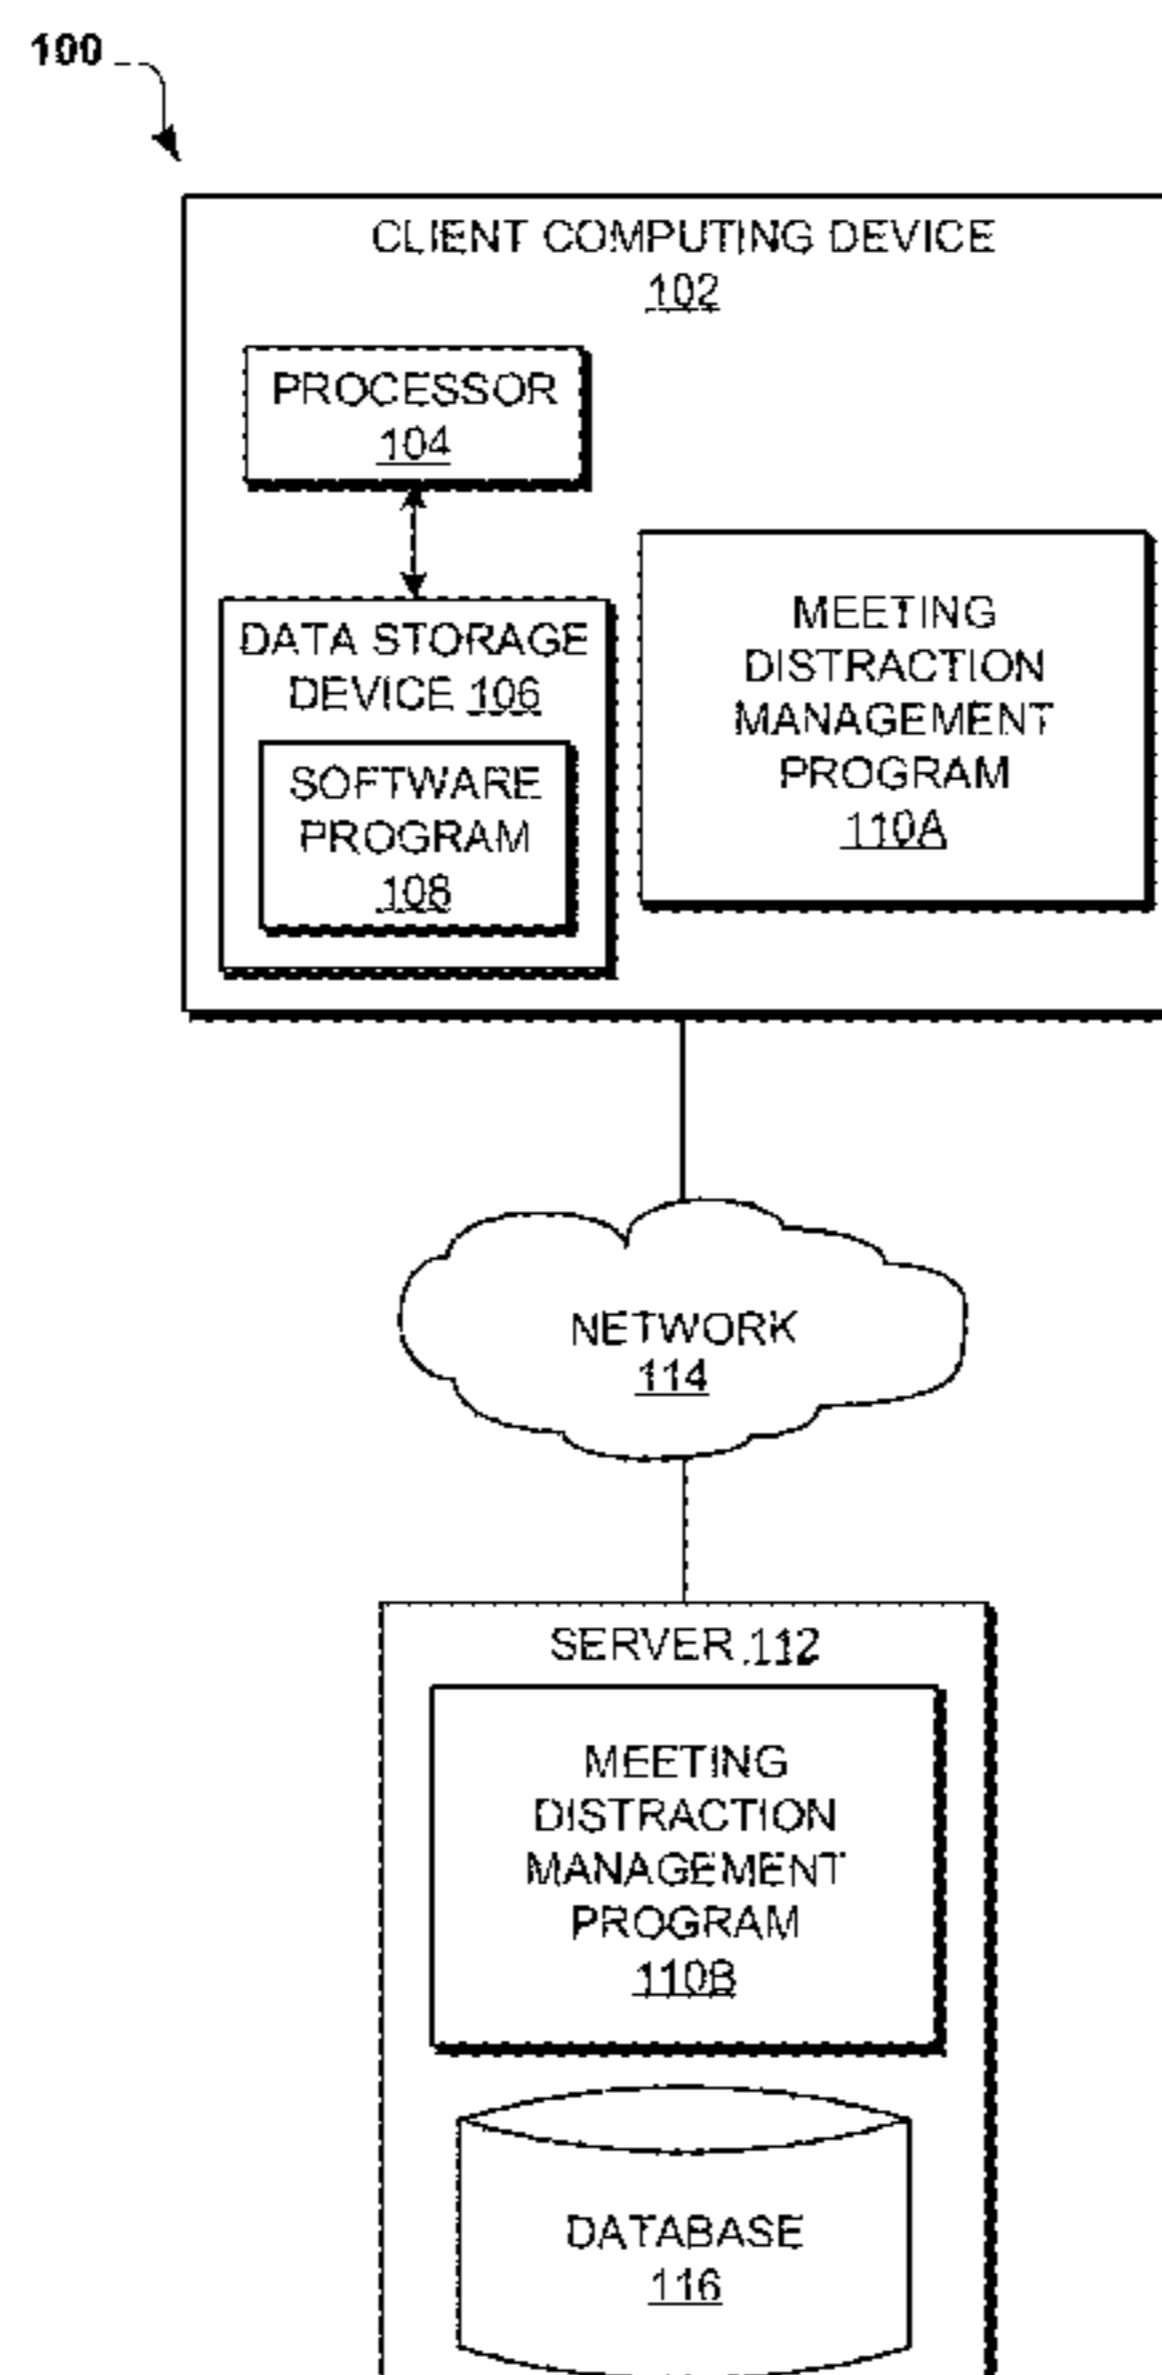 100
CLIENT COMPUTING DEVICE
102
PROCESSOR
104
DATA STORAGE
DEVICE 106
SOFTWARE
PROGRAM
108
MEETING
DISTRACTION
MANAGEMENT
PROGRAM
110A
NETWORK
114
SERVER 112
MEETING
DISTRACTION
MANAGEMENT
PROGRAM
110B
DATABASE
116